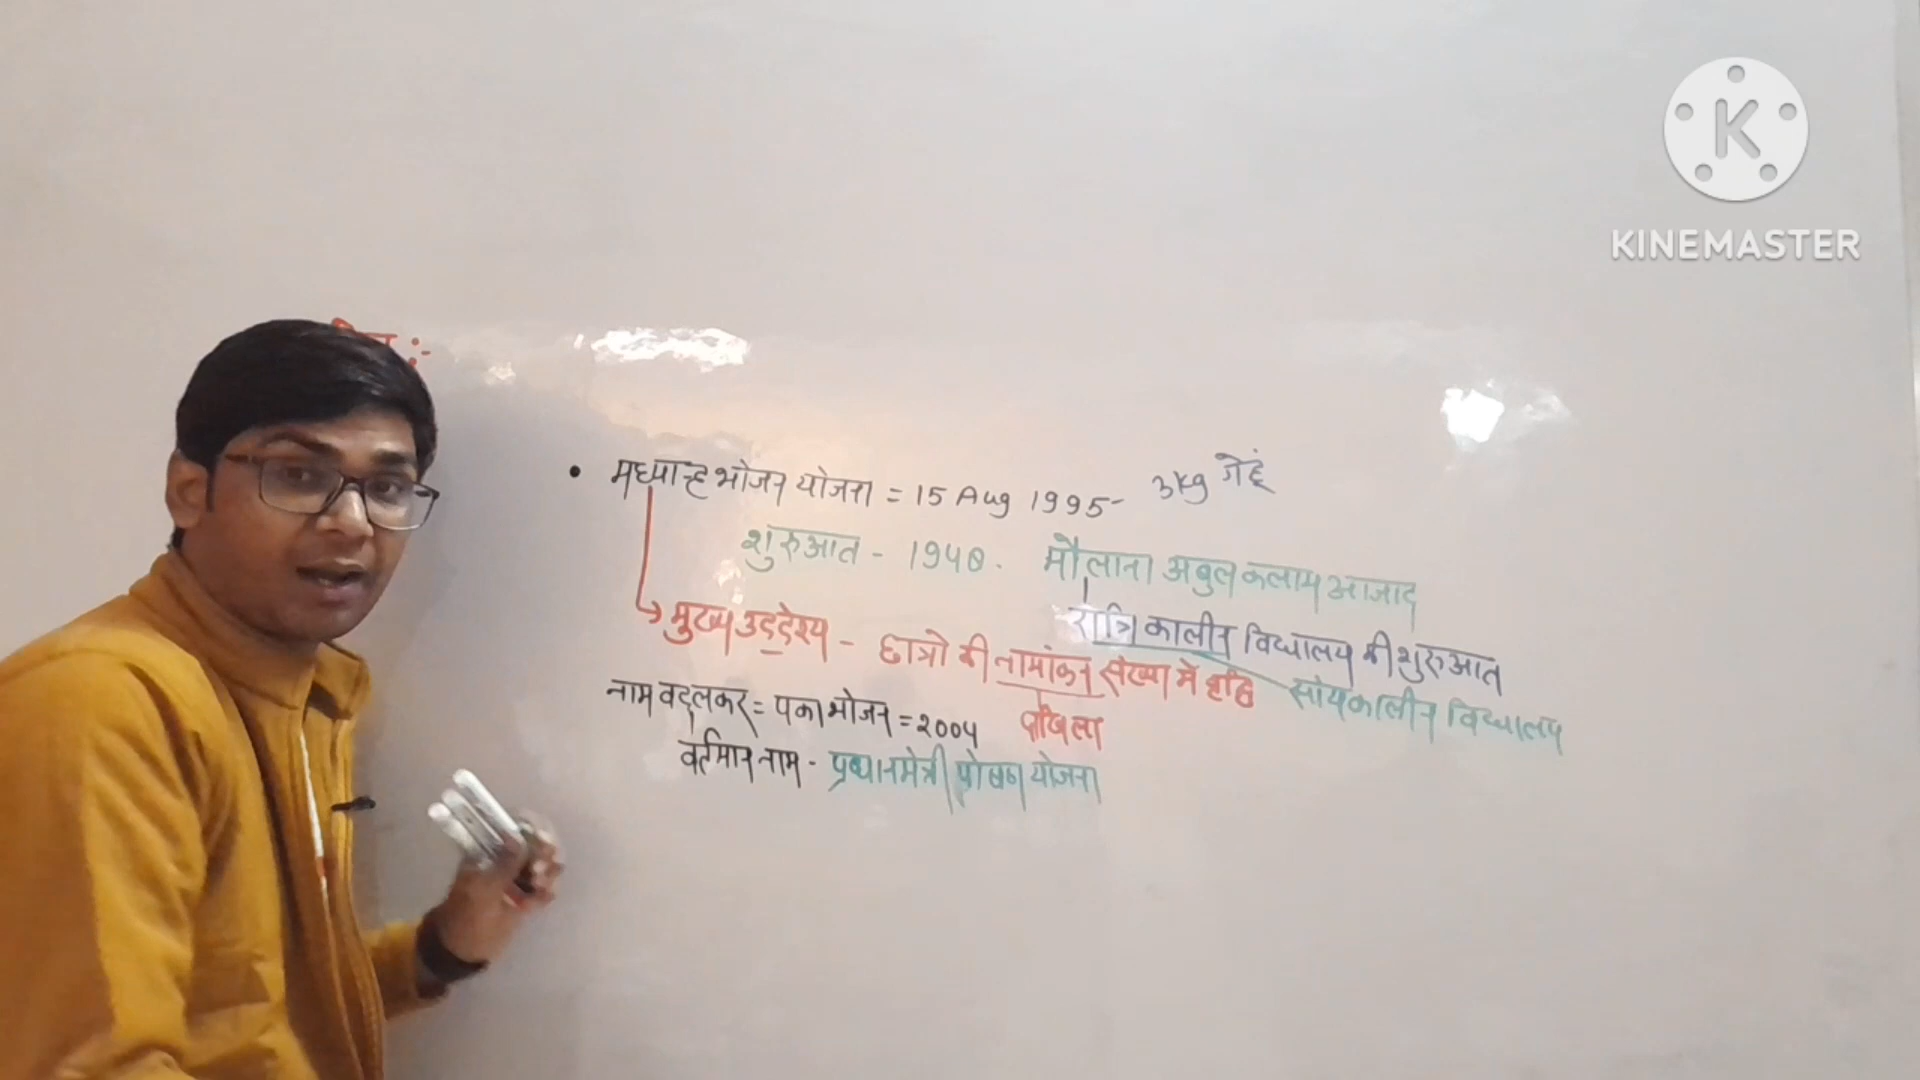 • मध्यान्ह भोजन योजना = 15 Aug 1995 - 3kg गेहूं
शुरुआत - 1948. मौलाना अबुल कलाम आजाद
रात्रि कालीन विद्यालय की शुरुआत
मुख्य उद्देश्य - छात्रो की नामांकन संख्या में वृद्धि
सांयकालीन विद्यालय
नाम बदलकर = पका भोजन = 2004
वर्तमान नाम - प्रधानमंत्री पोषण योजना
K
KINEMASTER